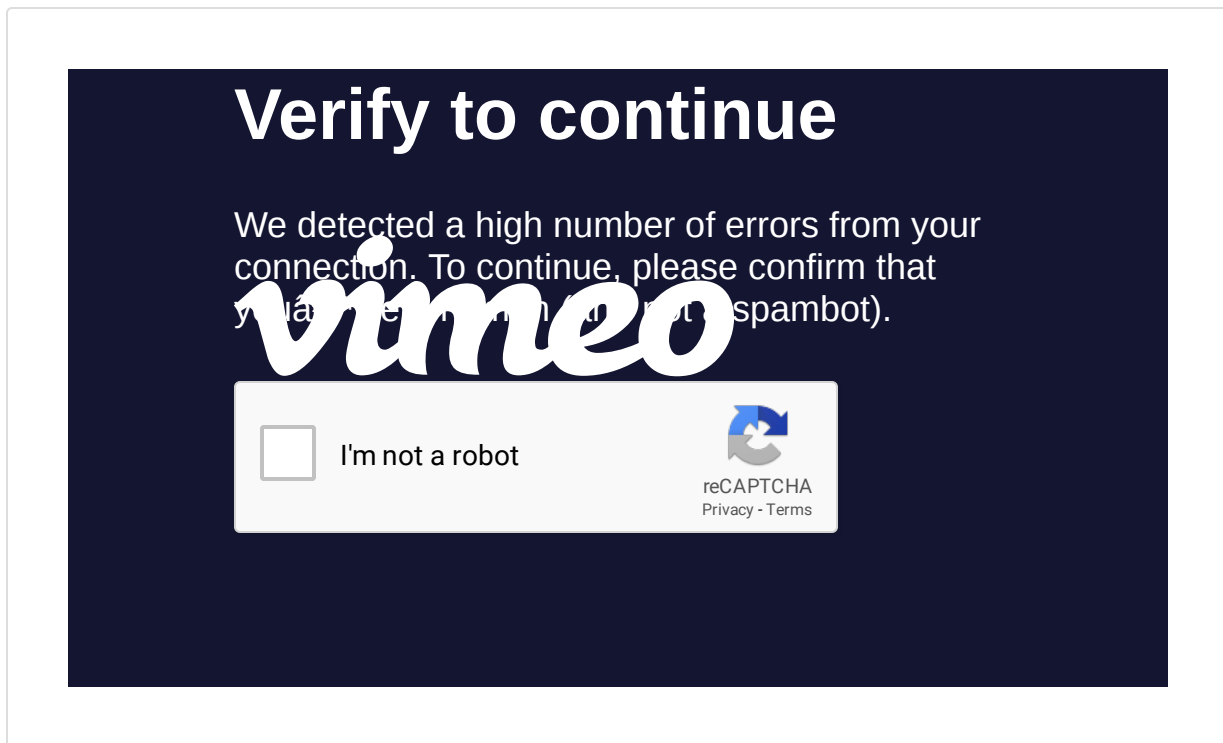 Verify to continue
We detected a high number of errors from your
connection. To continue, please confirm that
spambot).
vimeo
I'm not a robot
reCAPTCHA
Privacy - Terms